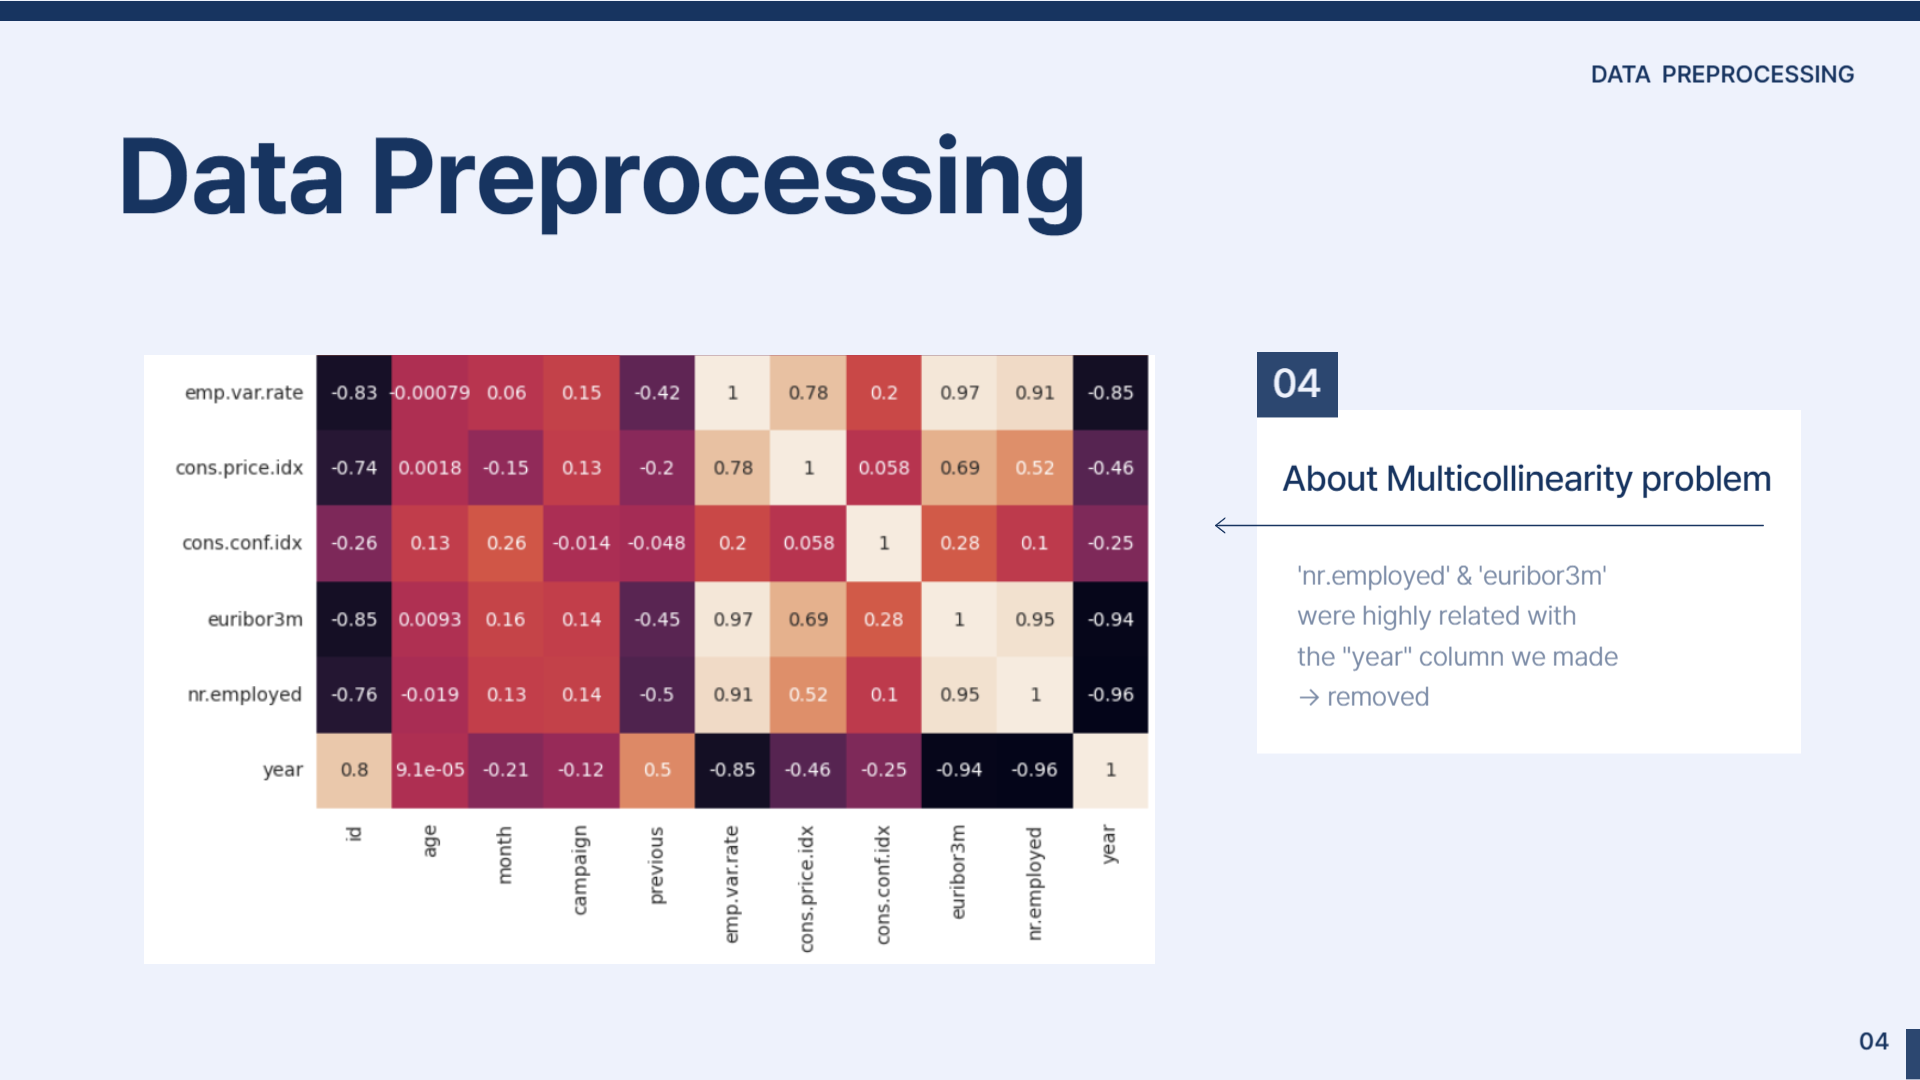 DATA PREPROCESSING
Data Preprocessing
emp.var.rate -0.83 -0.00079 0.06 0.15 -0.42 1 0.78 0.2 0.97 0.91 -0.85
cons.price.idx -0.74 0.0018 -0.15 0.13 -0.2 0.78 1 0.058 0.69 0.52 -0.46
cons.conf.idx -0.26 0.13 0.26 -0.014 -0.048 0.2 0.058 1 0.28 0.1 -0.25
euribor3m -0.85 0.0093 0.16 0.14 -0.45 0.97 0.69 0.28 1 0.95 -0.94
nr.employed -0.76 -0.019 0.13 0.14 -0.5 0.91 0.52 0.1 0.95 1 -0.96
year 0.8 9.1e-05 -0.21 -0.12 0.5 -0.85 -0.46 -0.25 -0.94 -0.96 1
id age month campaign previous emp.var.rate cons.price.idx cons.conf.idx euribor3m nr.employed year
04
About Multicollinearity problem
'nr.employed' & 'euribor3m'
were highly related with
the "year" column we made
→ removed
04